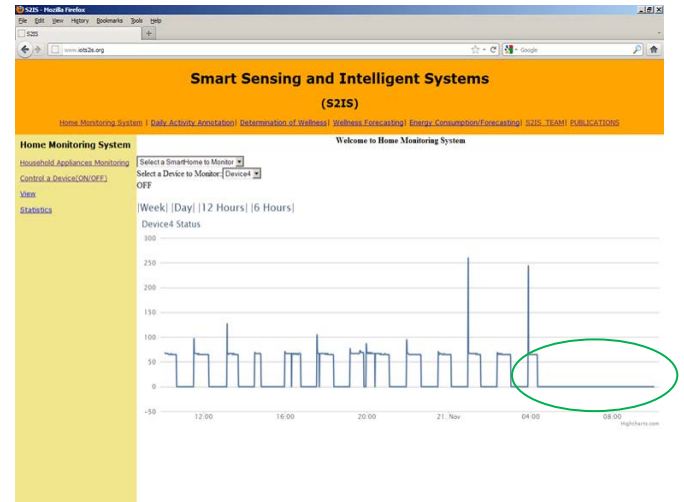 S2IS - Mozilla Firefox
File Edit View History Bookmarks Tools Help
S2IS
www.iots2s.org
Google
Smart Sensing and Intelligent Systems
(S2IS)
Home Monitoring System | Daily Activity Annotation| Determination of Wellness| Wellness Forecasting| Energy Consumption/Forecasting| S2IS TEAM| PUBLICATIONS
Home Monitoring System
Household Appliances Monitoring
Control a Device(ON/OFF)
View
Statistics
Welcome to Home Monitoring System
Select a SmartHome to Monitor
Select a Device to Monitor: Device4
OFF
|Week| |Day| |12 Hours| |6 Hours|
Device4 Status
300
250
200
150
100
50
0
-50
12:00 16:00 20:00 21. Nov 04:00 08:00
Highcharts.com